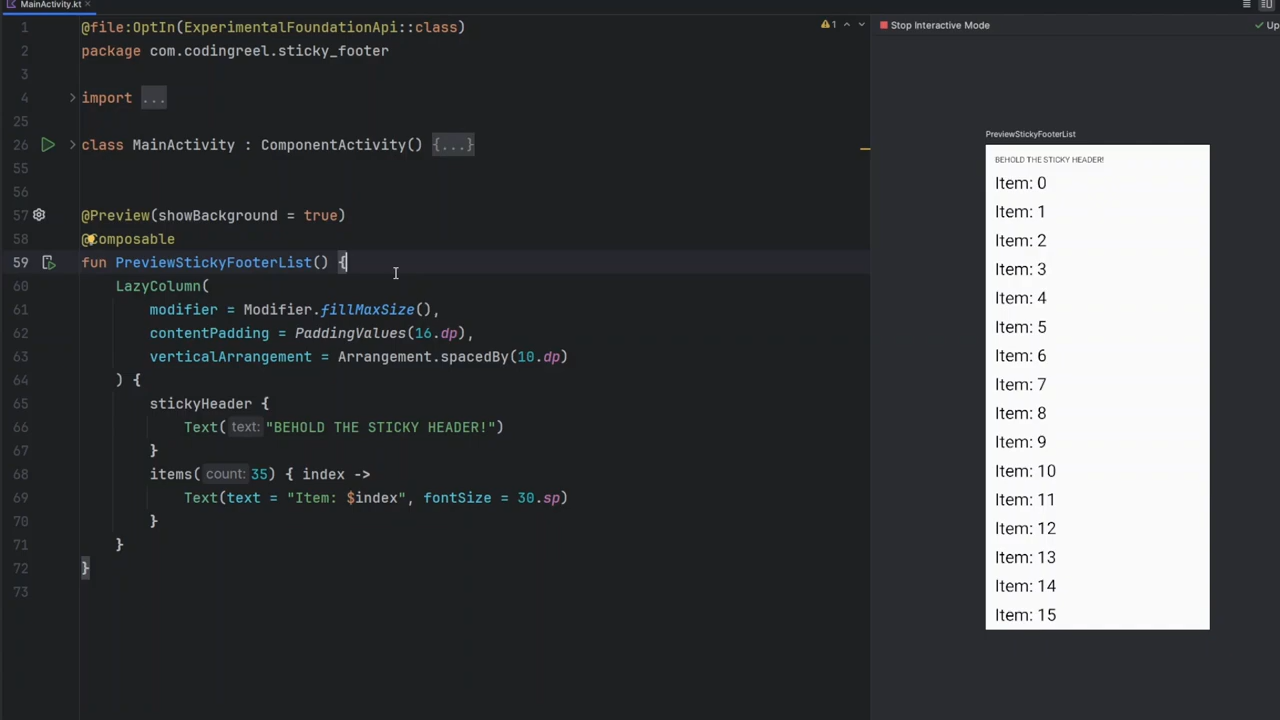 MainActivity.kt
1 @file:OptIn(ExperimentalFoundationApi::class)
2 package com.codingreel.sticky_footer
3
4 import ...
25
26 class MainActivity : ComponentActivity() {...}
55
56
57 @Preview(showBackground = true)
58 @Composable
59 fun PreviewStickyFooterList() {
60 LazyColumn(
61 modifier = Modifier.fillMaxSize(),
62 contentPadding = PaddingValues(16.dp),
63 verticalArrangement = Arrangement.spacedBy(10.dp)
64 ) {
65 stickyHeader {
66 Text( text: "BEHOLD THE STICKY HEADER!")
67 }
68 items( count: 35) { index ->
69 Text(text = "Item: $index", fontSize = 30.sp)
70 }
71 }
72 }
73
1
Stop Interactive Mode
Up
PreviewStickyFooterList
BEHOLD THE STICKY HEADER!
Item: 0
Item: 1
Item: 2
Item: 3
Item: 4
Item: 5
Item: 6
Item: 7
Item: 8
Item: 9
Item: 10
Item: 11
Item: 12
Item: 13
Item: 14
Item: 15